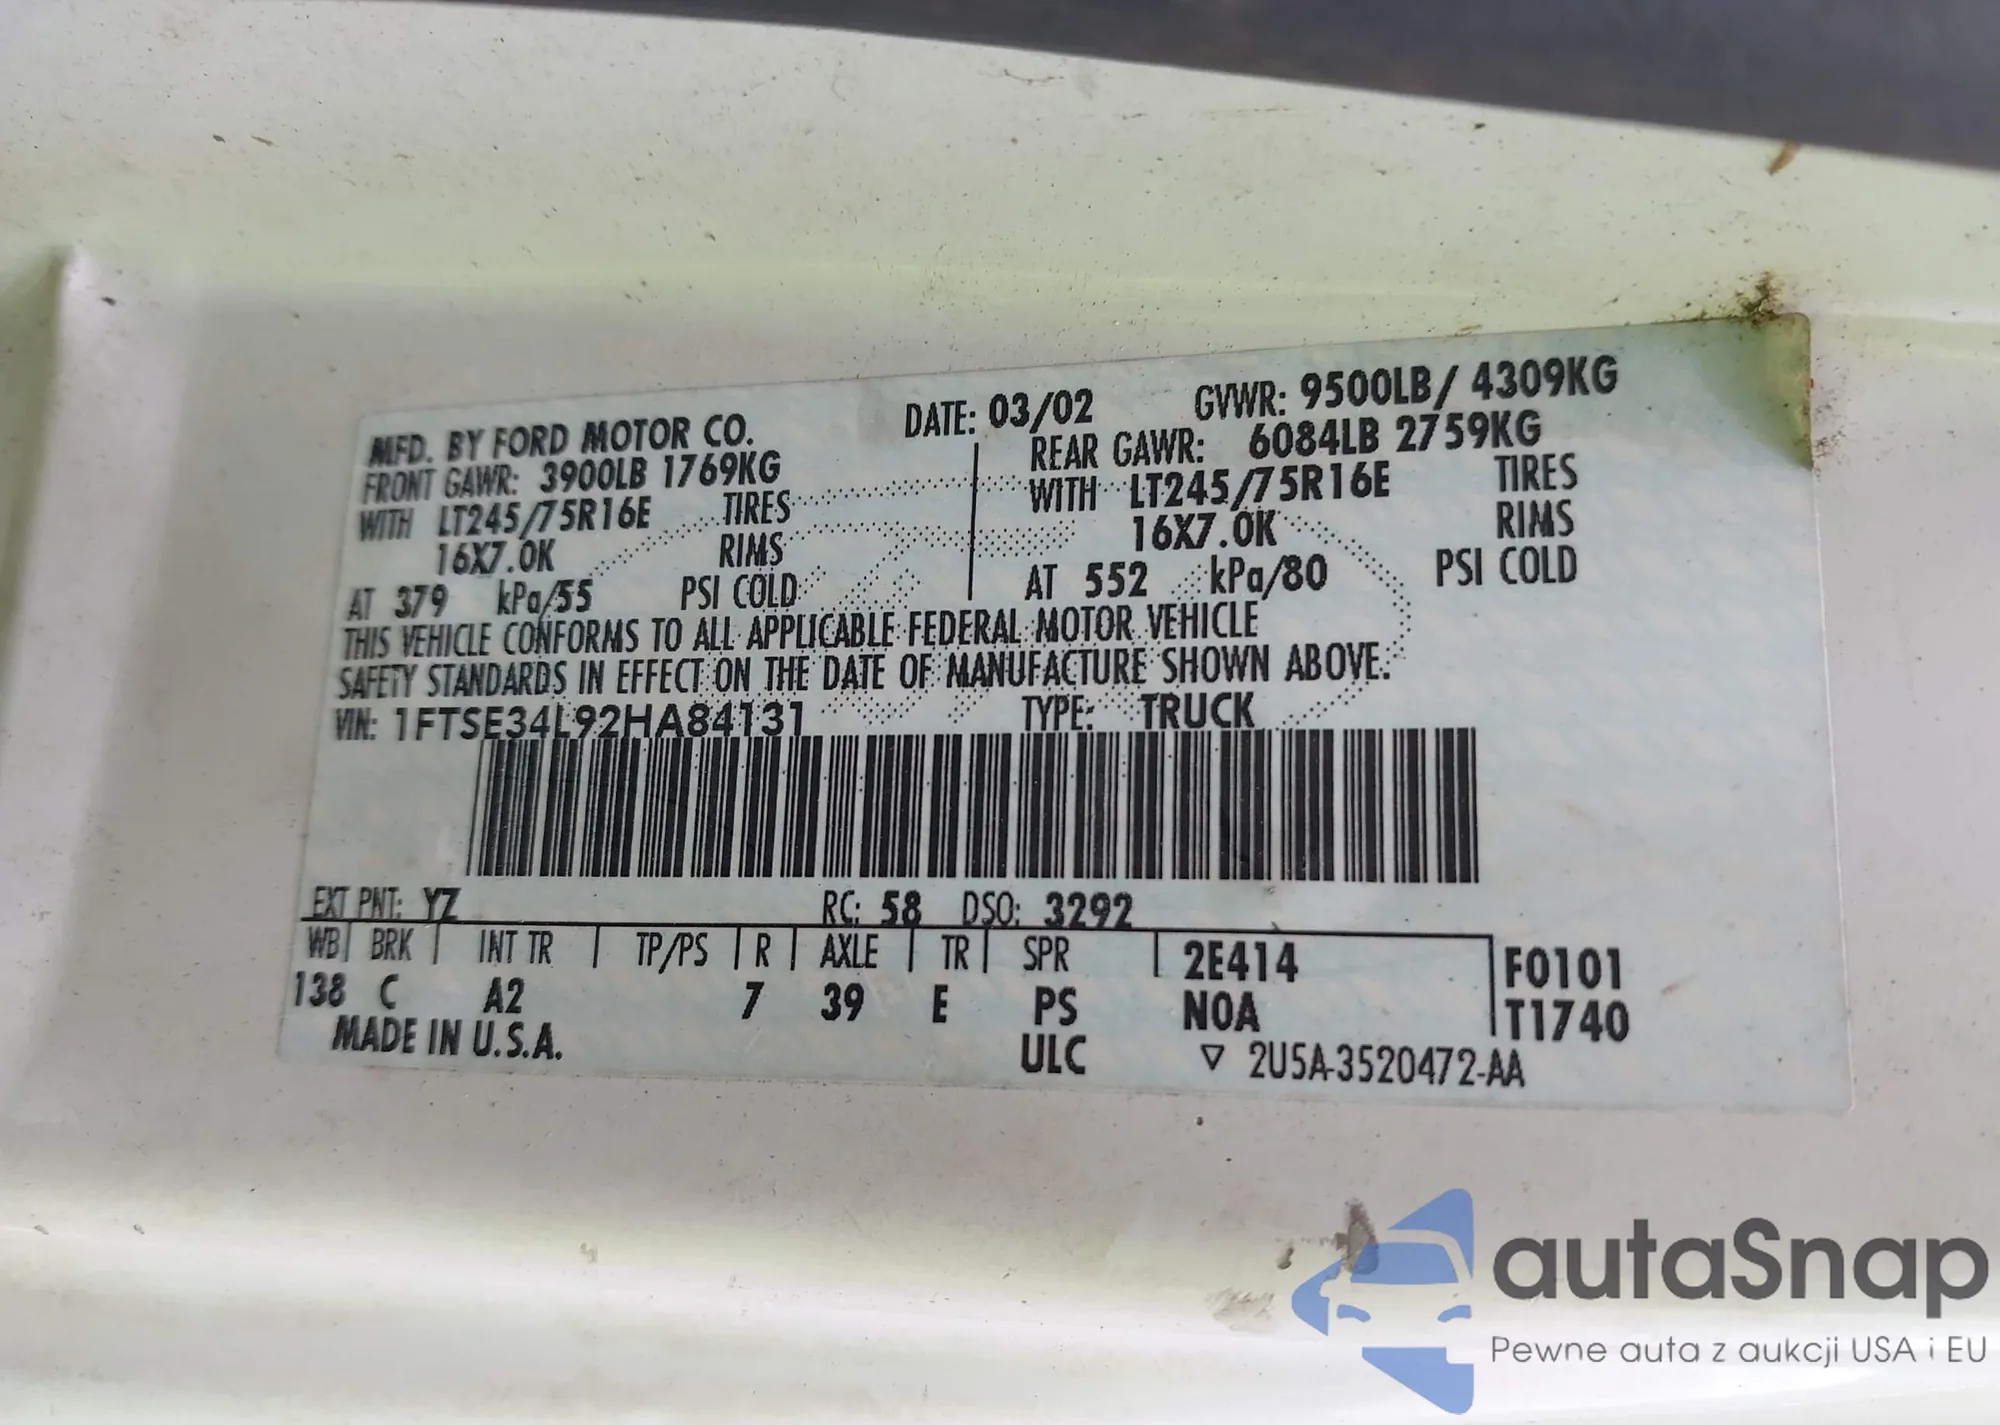 MFD. BY FORD MOTOR CO. DATE: 03/02 GVWR: 9500LB/ 4309KG
FRONT GAWR: 3900LB 1769KG REAR GAWR: 6084LB 2759KG
WITH LT245/75R16E TIRES WITH LT245/75R16E TIRES
16X7.0K RIMS 16X7.0K RIMS
AT 379 kPa/55 PSI COLD AT 552 kPa/80 PSI COLD
THIS VEHICLE CONFORMS TO ALL APPLICABLE FEDERAL MOTOR VEHICLE
SAFETY STANDARDS IN EFFECT ON THE DATE OF MANUFACTURE SHOWN ABOVE.
VIN: 1FTSE34L92HA84131 TYPE: TRUCK
EXT PNT: YZ RC: 58 DSO: 3292
WB BRK INT TR TP/PS R AXLE TR SPR 2E414 F0101
138 C A2 7 39 E PS NOA T1740
MADE IN U.S.A. ULC ▽ 2U5A-3520472-AA
autaSnap
Pewne auta z aukcji USA i EU